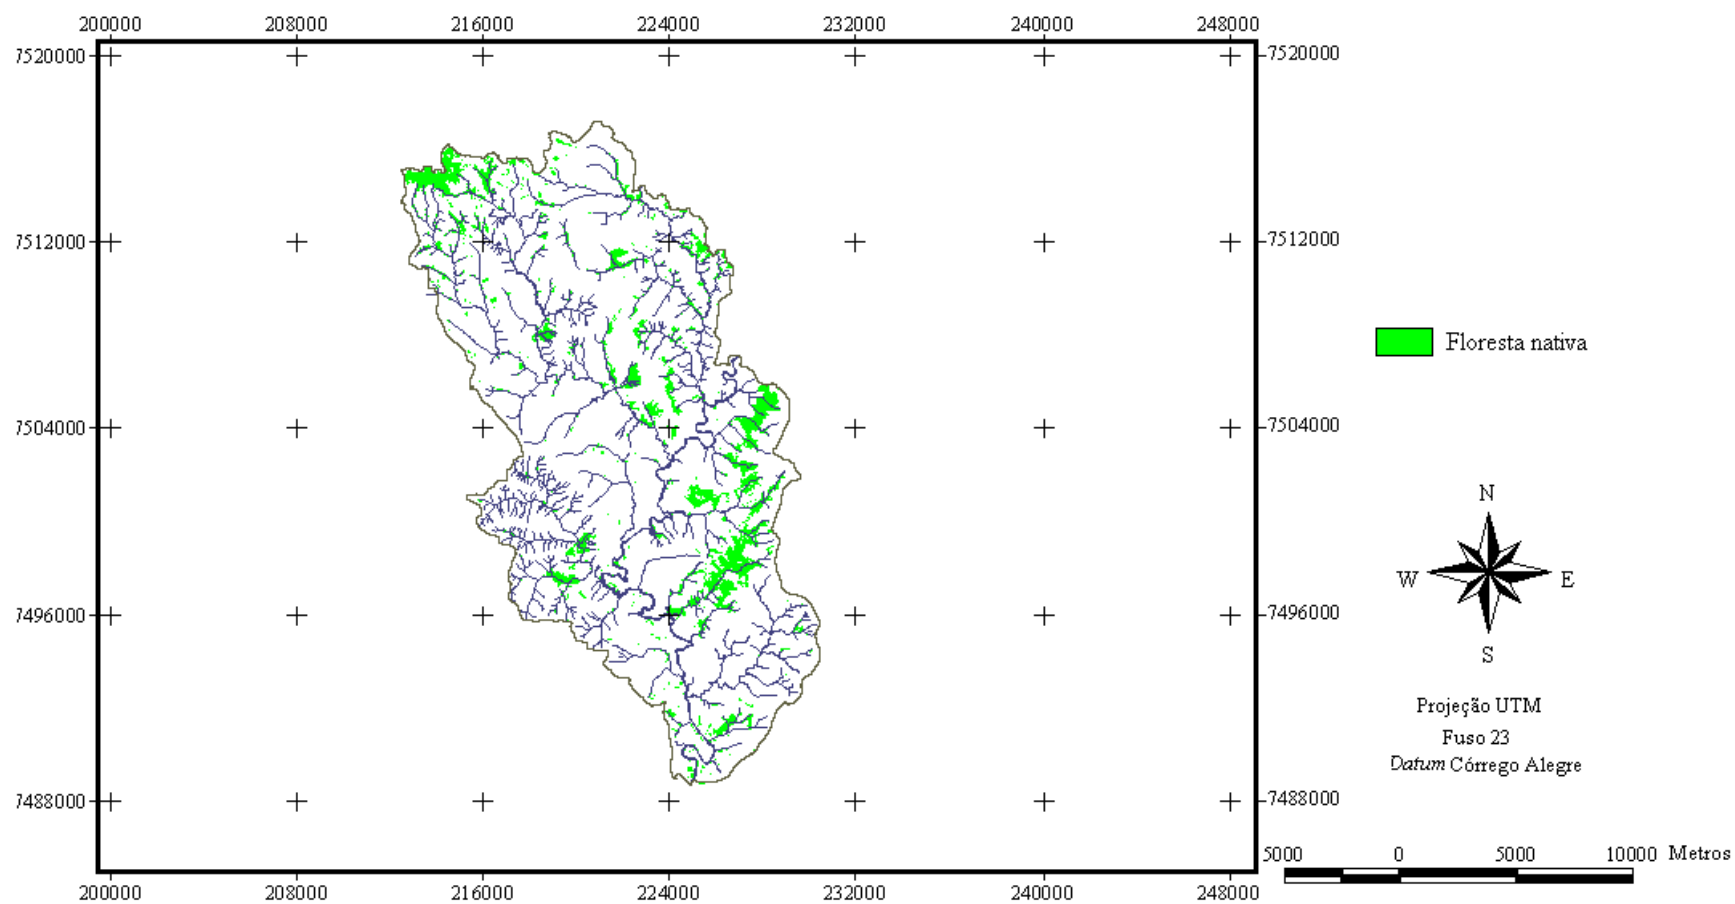 200000 208000 216000 224000 232000 240000 248000
7520000 7520000
7512000 7512000
Floresta nativa
7504000 7504000
N
W E
7496000 7496000
S
Projeção UTM
Fuso 23
Datum Córrego Alegre
7488000 7488000
5000 0 5000 10000 Metros
200000 208000 216000 224000 232000 240000 248000